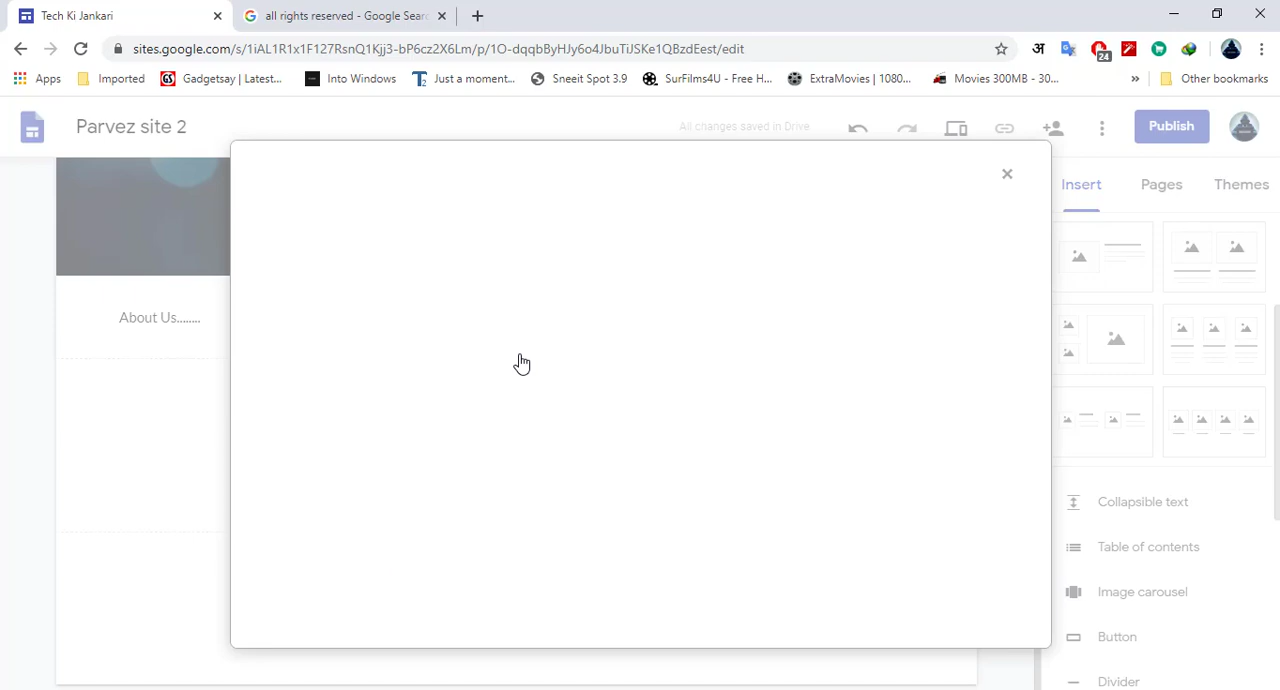 Tech Ki Jankari
all rights reserved - Google Sear
sites.google.com/s/1iAL1R1x1F127RsnQ1Kjj3-bP6cz2X6Lm/p/1O-dqqbByHJy6o4JbuTiJSKe1QBzdEest/edit
अ
24
Apps
Imported
Gadgetsay | Latest...
Into Windows
Just a moment...
Sneeit Spot 3.9
SurFilms4U - Free H...
ExtraMovies | 1080...
Movies 300MB - 30...
»
Other bookmarks
Parvez site 2
All changes saved in Drive
Publish
Insert
Pages
Themes
About Us........
Collapsible text
Table of contents
Image carousel
Button
Divider